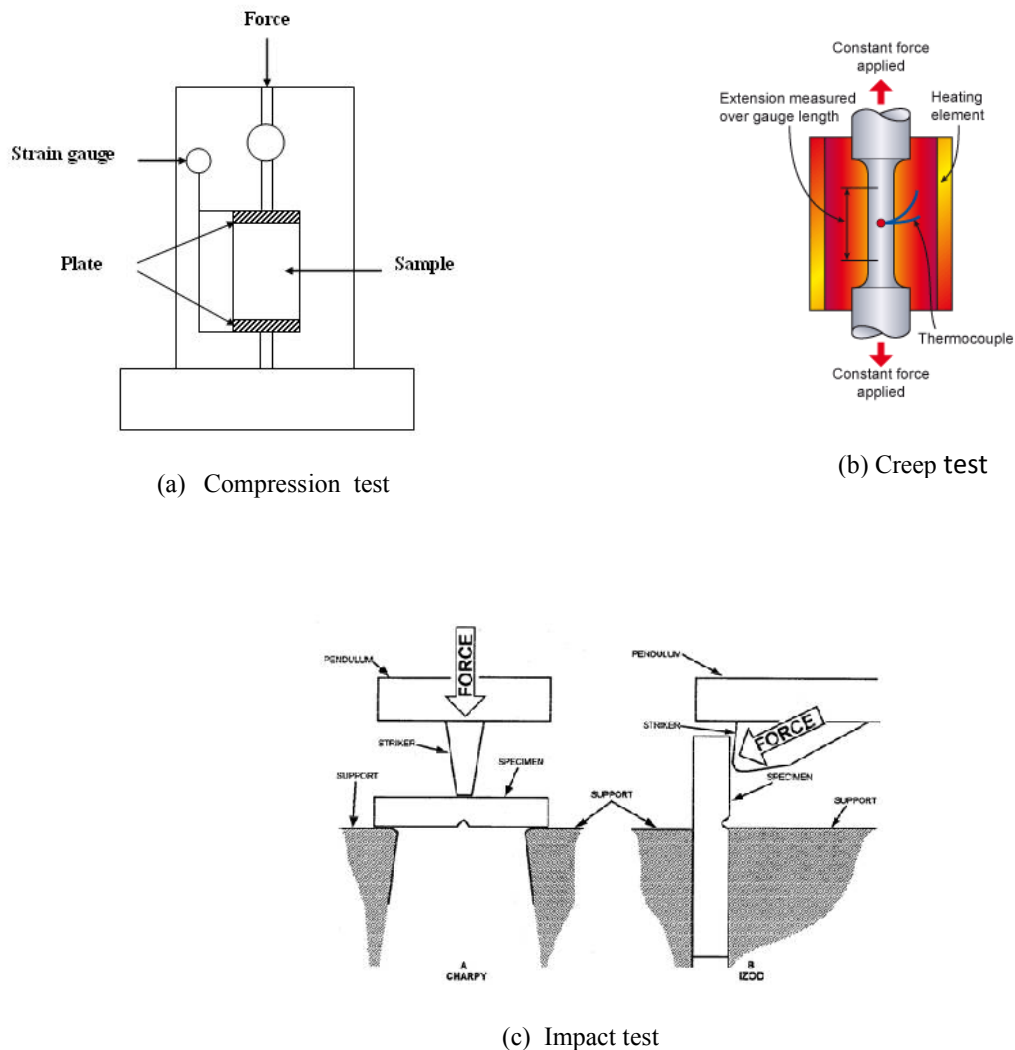 Force
Strain gauge
Plate
Sample
(a) Compression test
Constant force
applied
Extension measured
over gauge length
Heating
element
Thermocouple
Constant force
applied
(b) Creep test
PENDULUM
FORCE
STRIKER
SPECIMEN
SUPPORT
SUPPORT
A
CHARPY
PENDULUM
STRIKER
FORCE
SPECIMEN
SUPPORT
B
IZOD
(c) Impact test